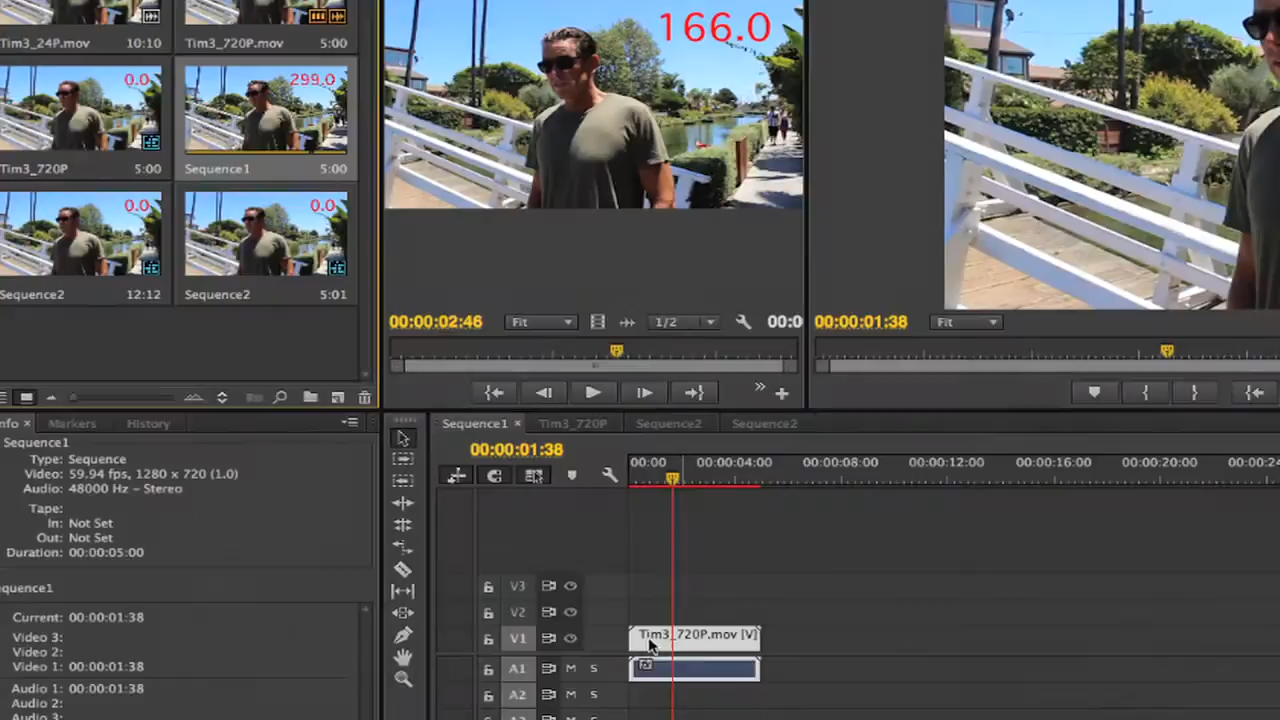 Tim3_24P.mov 10:10
Tim3_720P.mov 5:00
0.0
299.0
Tim3_720P 5:00
Sequence1 5:00
0.0
0.0
Sequence2 12:12
Sequence2 5:01
166.0
00:00:02:46 Fit 1/2 00:0
00:00:01:38 Fit
nfo × Markers History
Sequence1
Type: Sequence
Video: 59.94 fps, 1280 x 720 (1.0)
Audio: 48000 Hz - Stereo
Tape:
In: Not Set
Out: Not Set
Duration: 00:00:05:00
equence1
Current: 00:00:01:38
Video 3:
Video 2:
Video 1: 00:00:01:38
Audio 1: 00:00:01:38
Audio 2:
Sequence1 × Tim3_720P Sequence2 Sequence2
00:00:01:38
00:00 00:00:04:00 00:00:08:00 00:00:12:00 00:00:16:00 00:00:20:00 00:00:24
V3
V2
V1 Tim3_720P.mov [V]
A1 M S
A2 M S